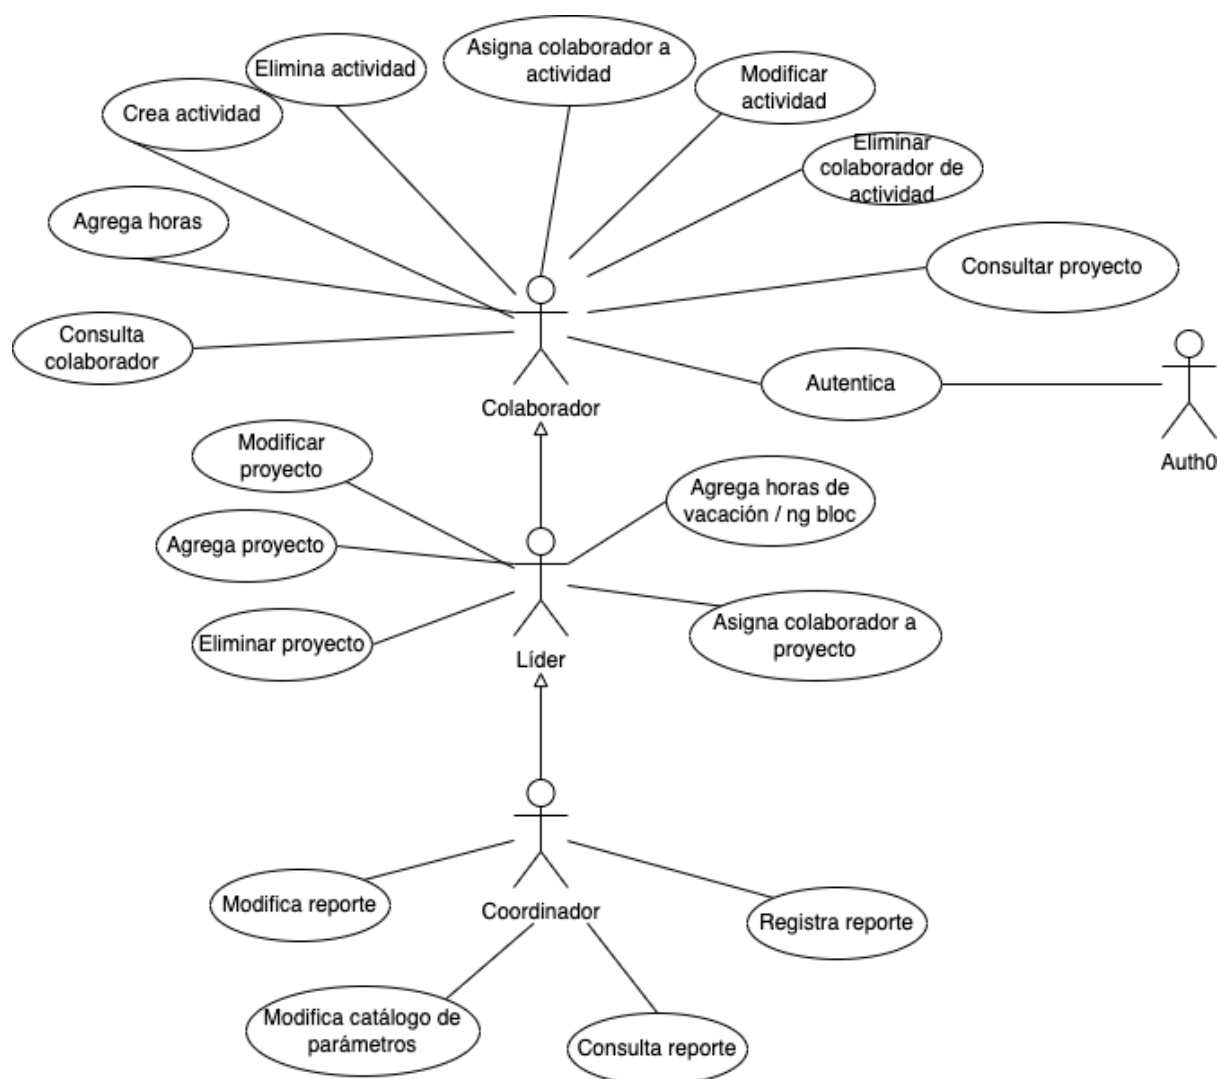 Elimina actividad
Asigna colaborador a
actividad
Modificar
actividad
Crea actividad
Eliminar
colaborador de
actividad
Agrega horas
Consultar proyecto
Consulta
colaborador
Autentica
Colaborador
Auth0
Modificar
proyecto
Agrega horas de
vacación / ng bloc
Agrega proyecto
Eliminar proyecto
Asigna colaborador a
proyecto
Líder
Modifica reporte
Coordinador
Registra reporte
Modifica catálogo de
parámetros
Consulta reporte